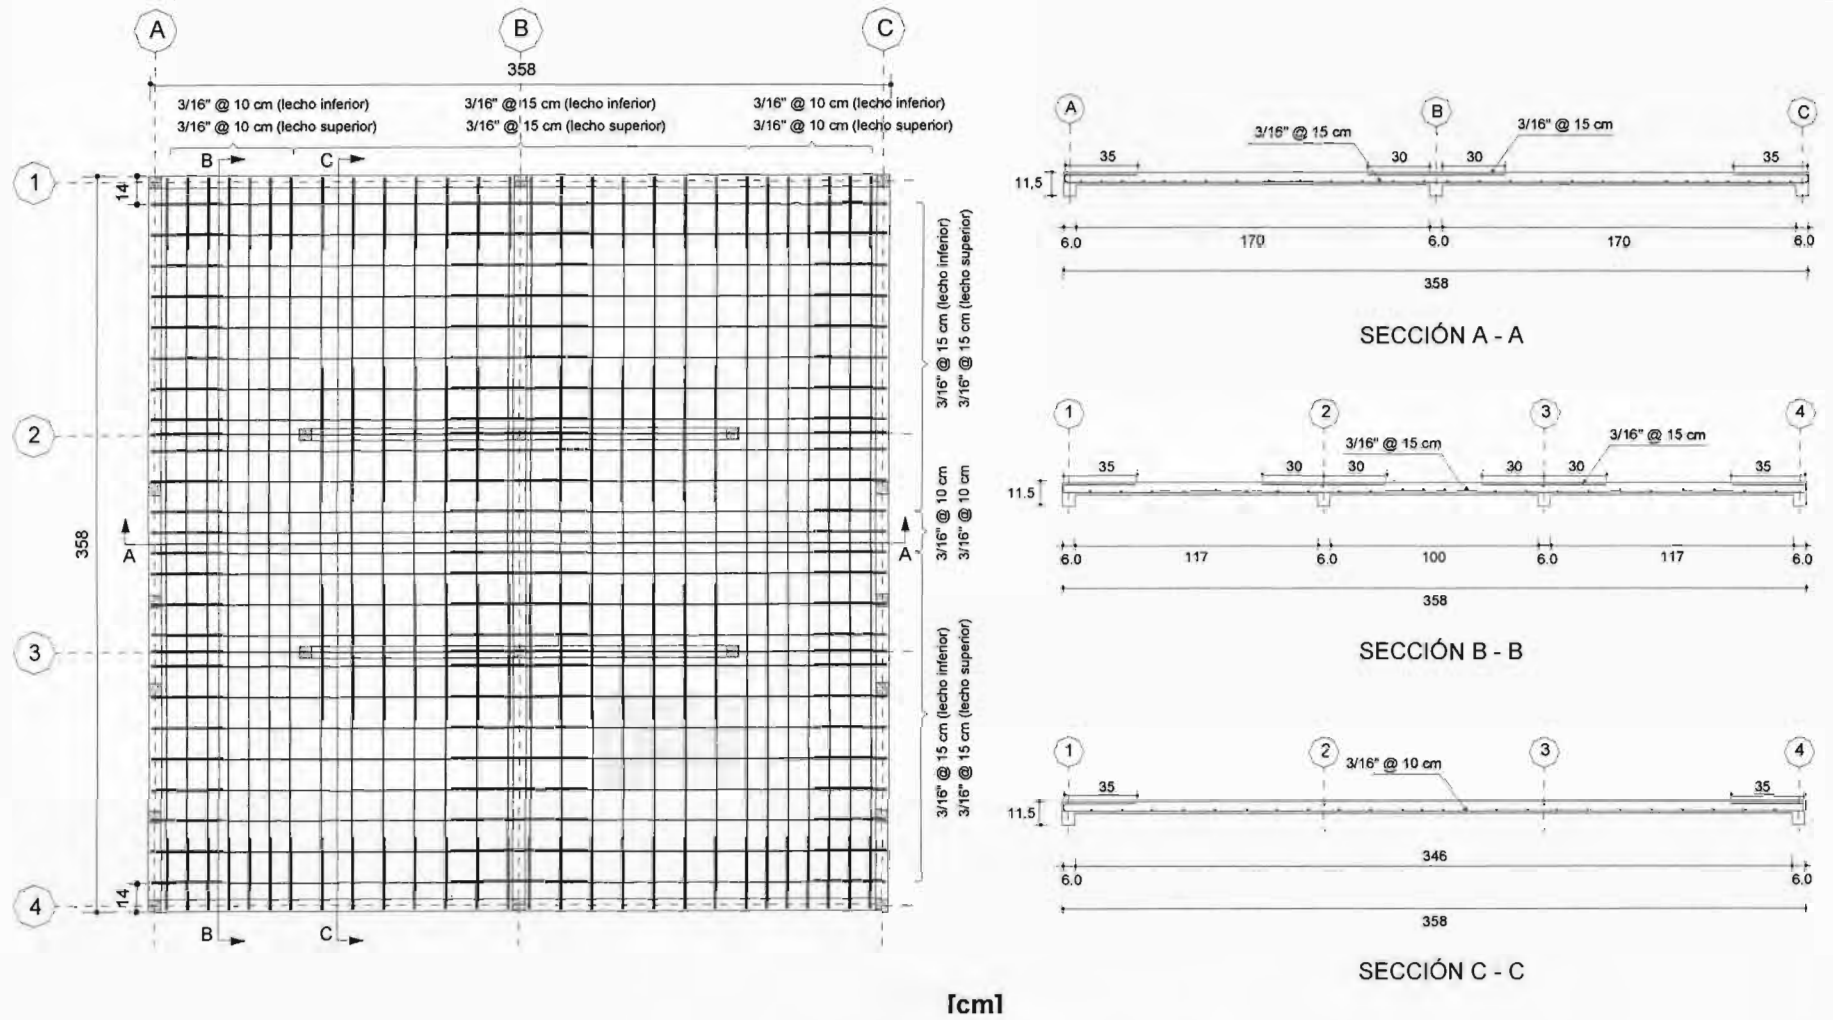 A
B
C
358
3/16" @ 10 cm (lecho inferior)
3/16" @ 10 cm (lecho superior)
3/16" @ 15 cm (lecho inferior)
3/16" @ 15 cm (lecho superior)
3/16" @ 10 cm (lecho inferior)
3/16" @ 10 cm (lecho superior)
B
C
1
14
2
358
A
A
3
14
4
B
C
3/16" @ 15 cm (lecho inferior)
3/16" @ 15 cm (lecho superior)
3/16" @ 10 cm
3/16" @ 10 cm
3/16" @ 15 cm (lecho inferior)
3/16" @ 15 cm (lecho superior)
A
B
C
3/16" @ 15 cm
3/16" @ 15 cm
35
30
30
35
11,5
6.0
170
6.0
170
6.0
358
SECCIÓN A - A
1
2
3
4
3/16" @ 15 cm
3/16" @ 15 cm
35
30
30
30
30
35
11.5
6.0
117
6.0
100
6.0
117
6.0
358
SECCIÓN B - B
1
2
3
4
3/16" @ 10 cm
35
35
11.5
346
6.0
6.0
358
SECCIÓN C - C
[cm]